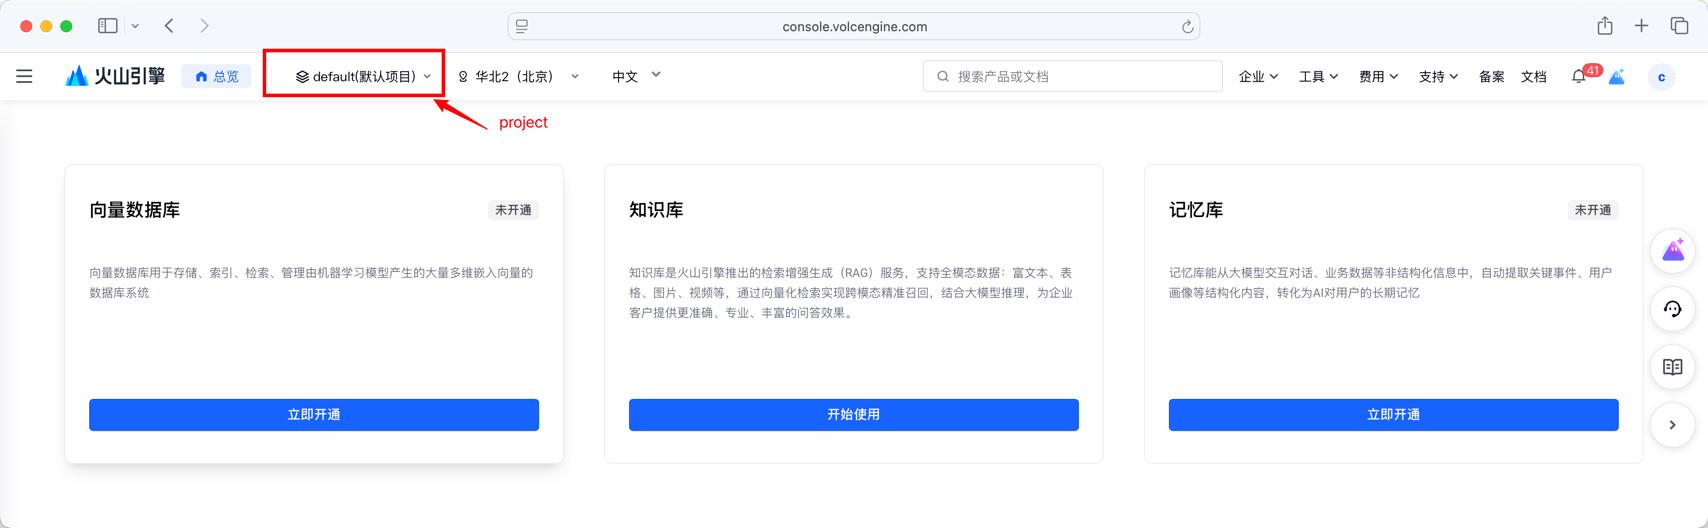 console.volcengine.com
火山引擎
总览
default(默认项目)
华北2（北京）
中文
搜索产品或文档
企业
工具
费用
支持
备案
文档
41
c
project
向量数据库
未开通
向量数据库用于存储、索引、检索、管理由机器学习模型产生的大量多维嵌入向量的
数据库系统
立即开通
知识库
知识库是火山引擎推出的检索增强生成（RAG）服务，支持全模态数据：富文本、表
格、图片、视频等，通过向量化检索实现跨模态精准召回，结合大模型推理，为企业
客户提供更准确、专业、丰富的问答效果。
开始使用
记忆库
未开通
记忆库能从大模型交互对话、业务数据等非结构化信息中，自动提取关键事件、用户
画像等结构化内容，转化为AI对用户的长期记忆
立即开通